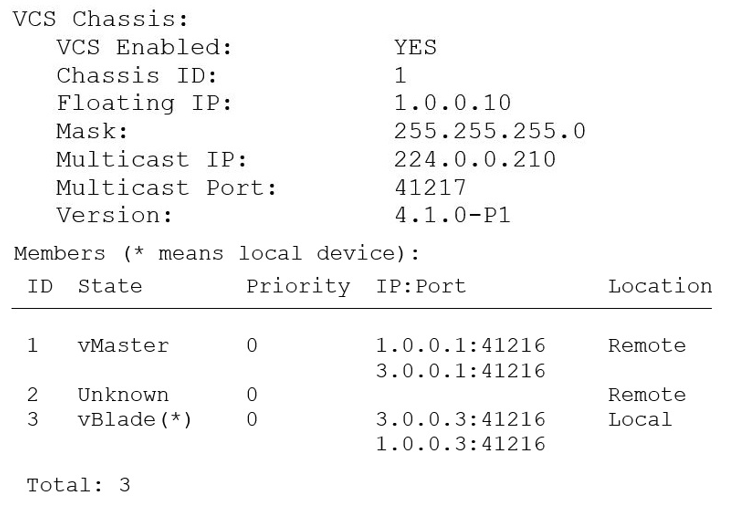 VCS Chassis:
VCS Enabled: YES
Chassis ID: 1
Floating IP: 1.0.0.10
Mask: 255.255.255.0
Multicast IP: 224.0.0.210
Multicast Port: 41217
Version: 4.1.0-P1
Members (* means local device):
ID State Priority IP:Port Location
1 vMaster 0 1.0.0.1:41216 Remote
3.0.0.1:41216
2 Unknown 0 Remote
3 vBlade(*) 0 3.0.0.3:41216 Local
1.0.0.3:41216
Total: 3